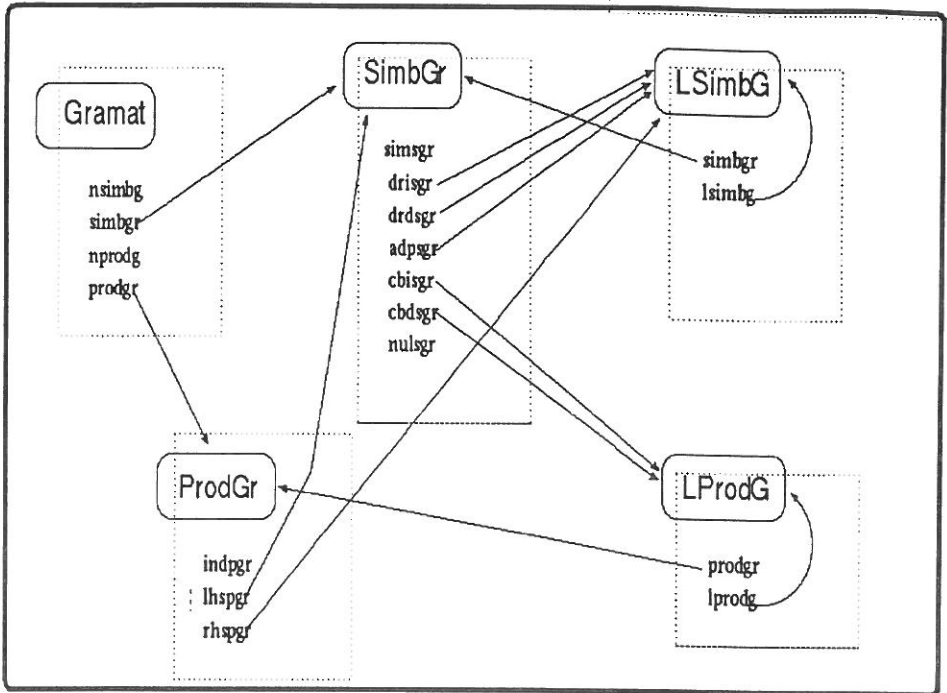 Gramat
nsimbg
simbgr
nprodg
prodgr
SimbGr
simsgr
drisgr
drdsgr
adpsgr
cbisgr
cbdsgr
nulsgr
LSimbG
simbgr
lsimbg
ProdGr
indpgr
lhspgr
rhspgr
LProdG
prodgr
lprodg